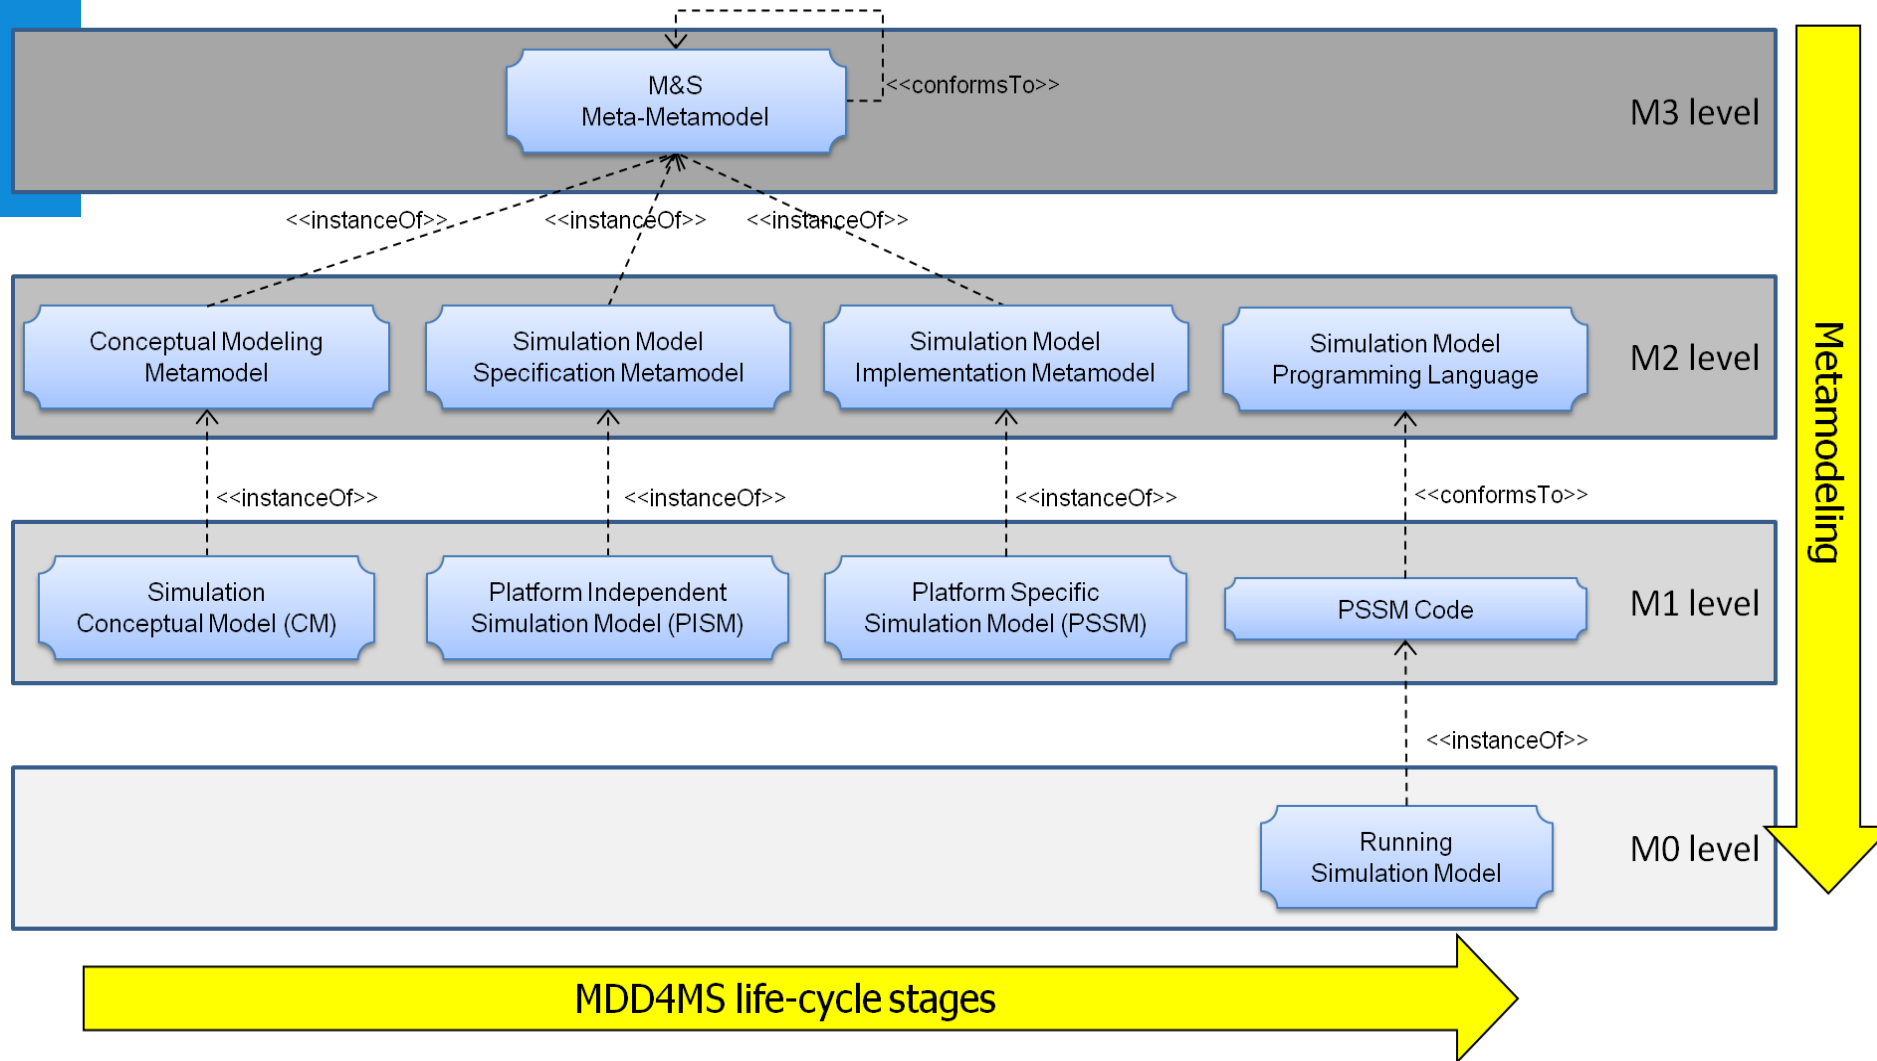 M&S
Meta-Metamodel
<<conformsTo>>
M3 level
<<instanceOf>>
<<instanceOf>>
<<instanceOf>>
Conceptual Modeling
Metamodel
Simulation Model
Specification Metamodel
Simulation Model
Implementation Metamodel
Simulation Model
Programming Language
M2 level
<<instanceOf>>
<<instanceOf>>
<<instanceOf>>
<<conformsTo>>
Simulation
Conceptual Model (CM)
Platform Independent
Simulation Model (PISM)
Platform Specific
Simulation Model (PSSM)
PSSM Code
M1 level
<<instanceOf>>
Running
Simulation Model
M0 level
Metamodeling
MDD4MS life-cycle stages